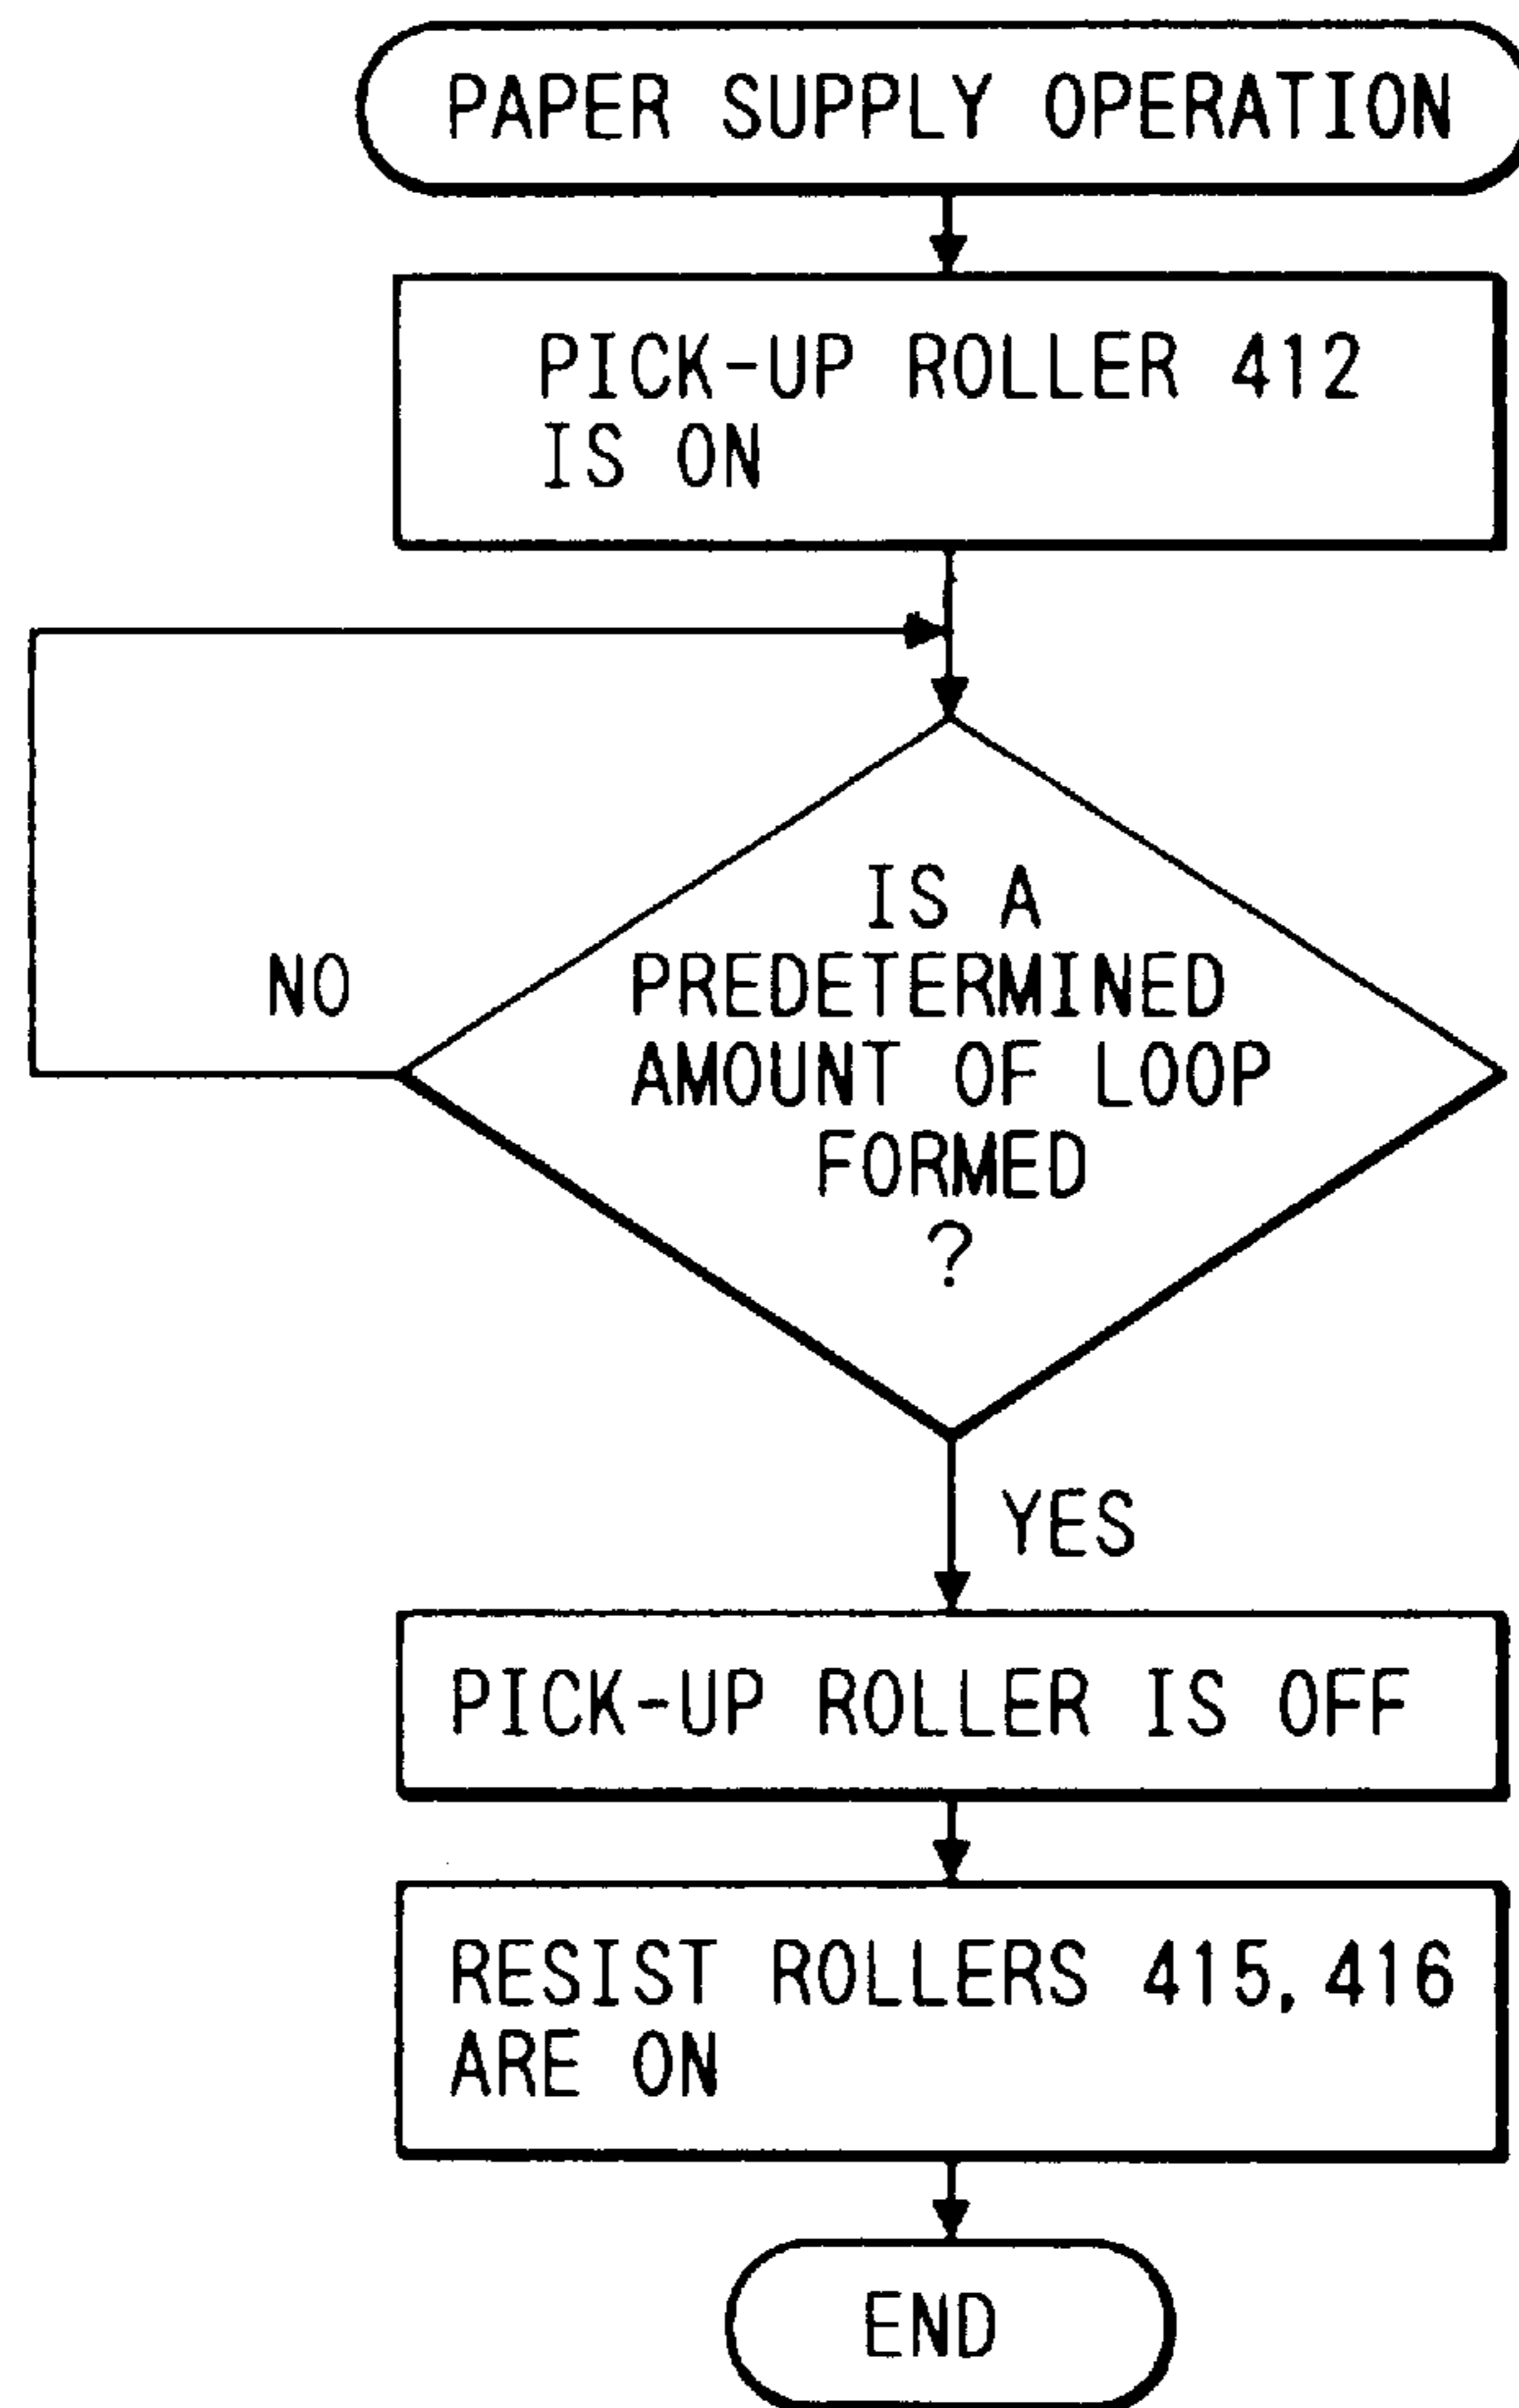 PAPER SUPPLY OPERATION
PICK-UP ROLLER 412
IS ON
IS A
PREDETERMINED
AMOUNT OF LOOP
FORMED
?
NO
YES
PICK-UP ROLLER IS OFF
RESIST ROLLERS 415, 416
ARE ON
END